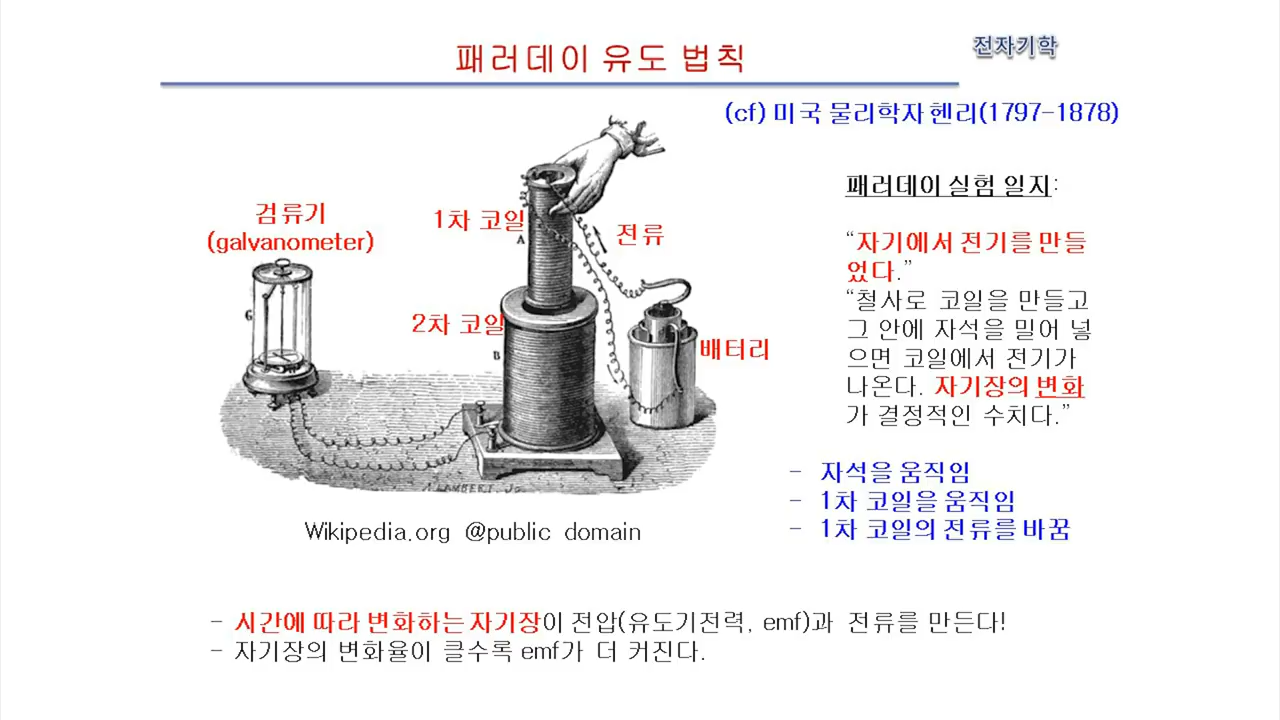 패러데이 유도 법칙
전자기학
(cf) 미국 물리학자 헨리(1797-1878)
검류기
(galvanometer)
1차 코일
A
전류
G
2차 코일
B
배터리
패러데이 실험 일지:
“자기에서 전기를 만들
었다.”
“철사로 코일을 만들고
그 안에 자석을 밀어 넣
으면 코일에서 전기가
나온다. 자기장의 변화
가 결정적인 수치다.”
- 자석을 움직임
- 1차 코일을 움직임
- 1차 코일의 전류를 바꿈
Wikipedia.org @public domain
- 시간에 따라 변화하는 자기장이 전압(유도기전력, emf)과 전류를 만든다!
- 자기장의 변화율이 클수록 emf가 더 커진다.